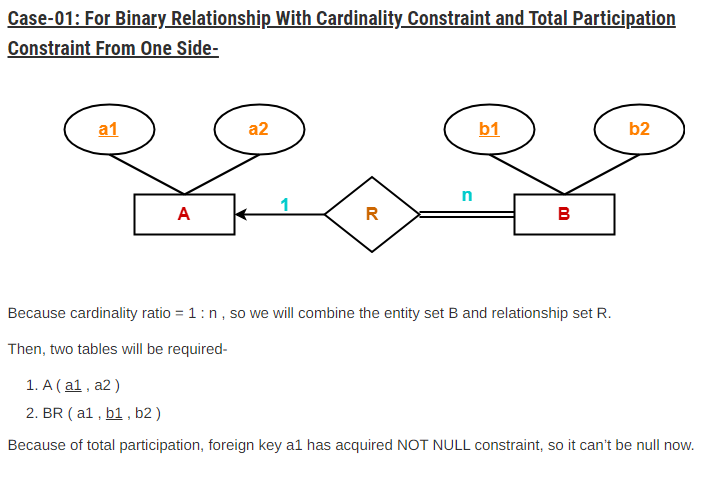 Case-01: For Binary Relationship With Cardinality Constraint and Total Participation
Constraint From One Side-
a1
a2
b1
b2
A
1
R
n
B
Because cardinality ratio = 1 : n , so we will combine the entity set B and relationship set R.
Then, two tables will be required-
1. A ( a1 , a2 )
2. BR ( a1 , b1 , b2 )
Because of total participation, foreign key a1 has acquired NOT NULL constraint, so it can’t be null now.